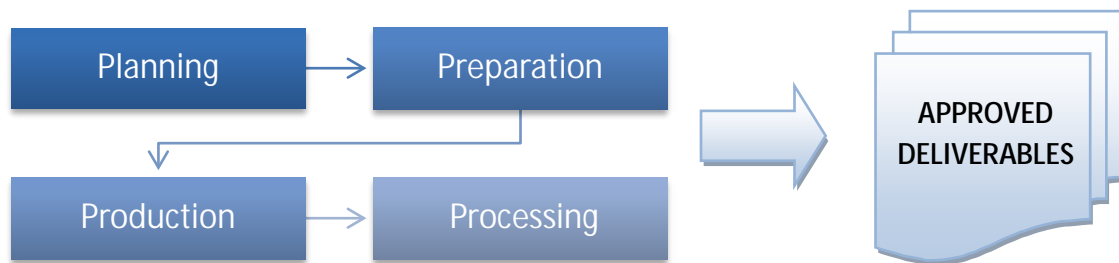 Planning
Preparation
Production
Processing
APPROVED
DELIVERABLES